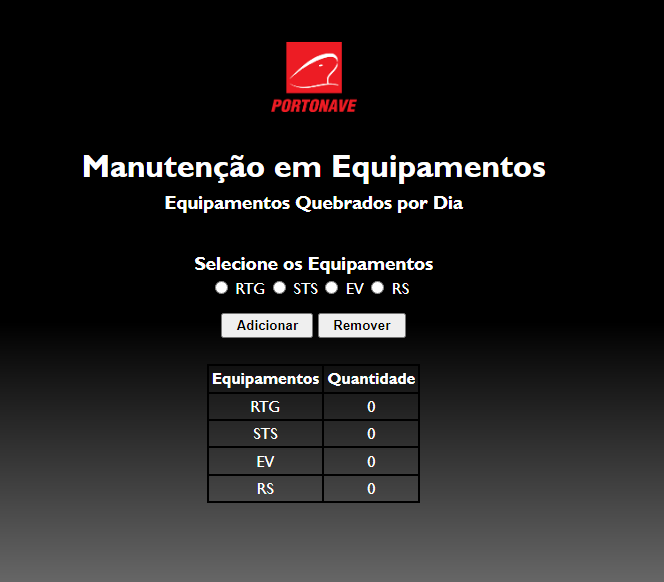 PORTONAVE
Manutenção em Equipamentos
Equipamentos Quebrados por Dia
Selecione os Equipamentos
RTG STS EV RS
Adicionar Remover
Equipamentos Quantidade
RTG 0
STS 0
EV 0
RS 0